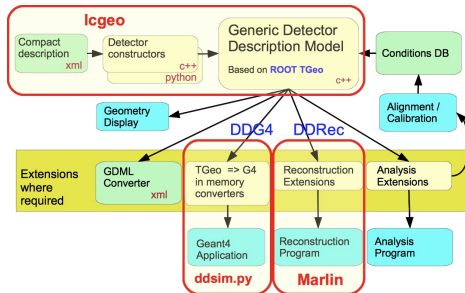 lcgeo
Compact
description
xml
Detector
constructors
c++
python
Generic Detector
Description Model
Based on ROOT TGeo
c++
Conditions DB
Geometry
Display
DDG4
DDRec
Alignment /
Calibration
Extensions
where
required
GDML
Converter
xml
TGeo => G4
in memory
converters
Reconstruction
Extensions
Analysis
Extensions
Geant4
Application
Reconstruction
Program
Analysis
Program
ddsim.py
Marlin